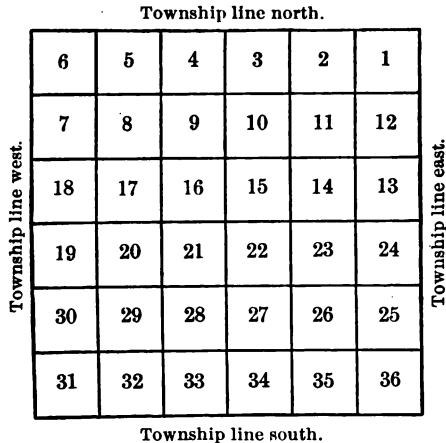 Township line north.
6 5 4 3 2 1
7 8 9 10 11 12
18 17 16 15 14 13
19 20 21 22 23 24
30 29 28 27 26 25
31 32 33 34 35 36
Township line west.
Township line east.
Township line south.